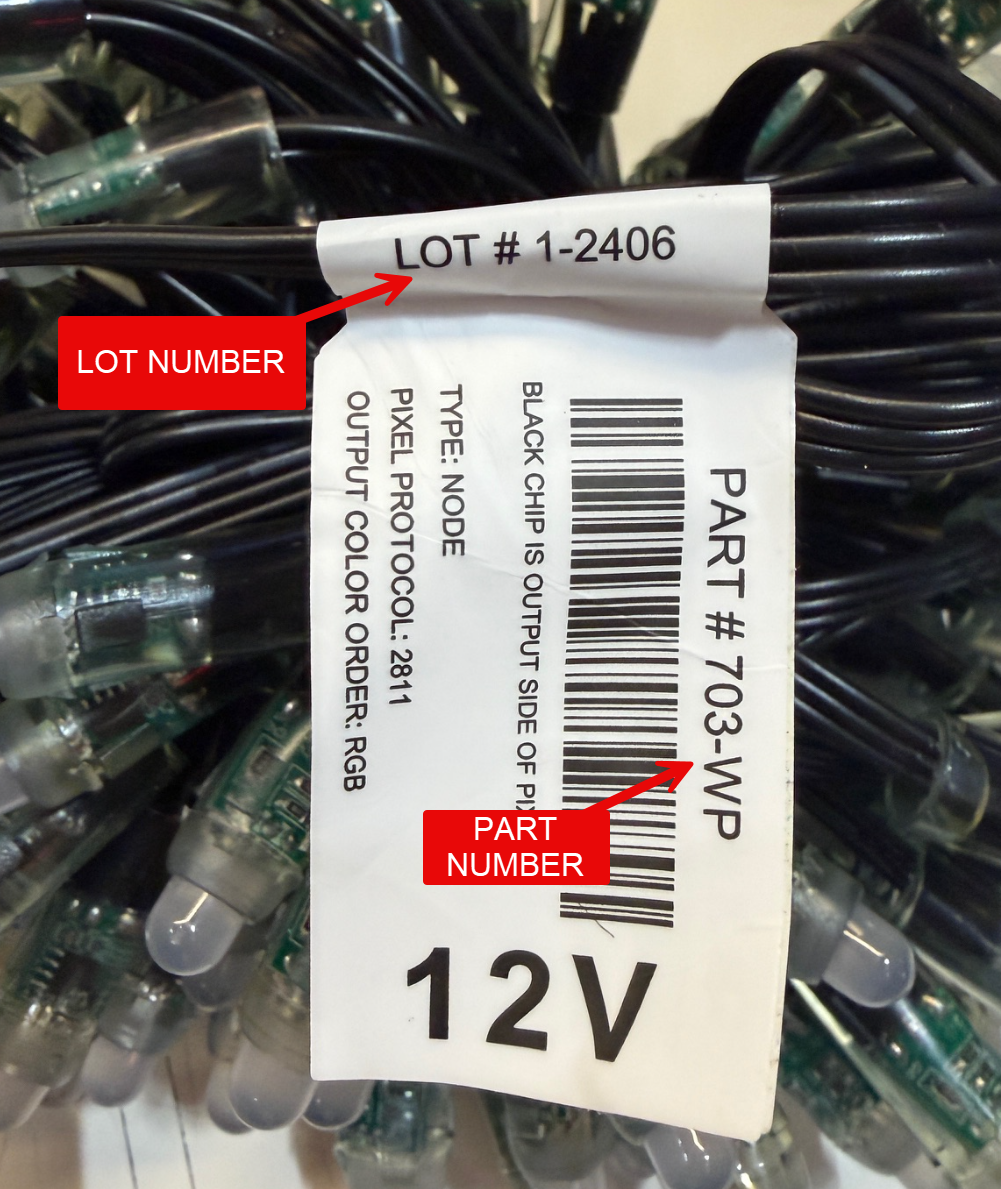 LOT # 1-2406
LOT NUMBER
PART # 703-WP
BLACK CHIP IS OUTPUT SIDE OF
TYPE: NODE
PIXEL PROTOCOL: 2811
OUTPUT COLOR ORDER: RGB
PART
NUMBER
12V